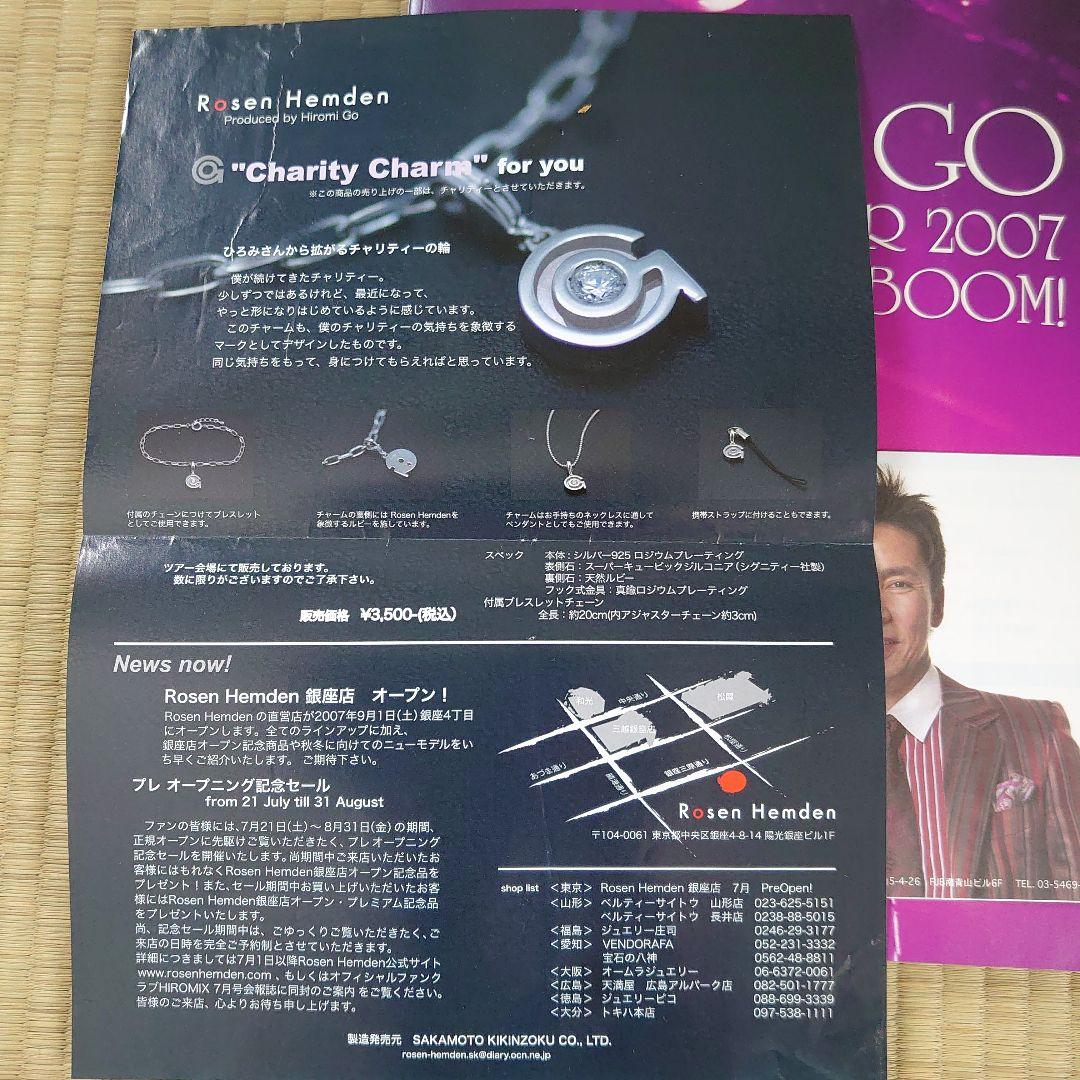 Rosen Hemden
Produced by Hiromi Go
"Charity Charm" for you
※この商品の売り上げの一部は、チャリティーとさせていただきます。
ひろみさんから拡がるチャリティーの輪
僕が続けてきたチャリティー。
少しずつではあるけれど、最近になって、
やっと形になりはじめているように感じています。
このチャームも、僕のチャリティーの気持ちを象徴する
マークとしてデザインしたものです。
同じ気持ちをもって、身につけてもらえればと思っています。
付属のチェーンにつけてブレスレット
としてご使用できます。
チャームの裏側には Rosen Hemdenを
象徴するルビーを施しています。
チャームはお手持ちのネックレスに通して
ペンダントとしてもご使用できます。
携帯ストラップに付けることもできます。
ツアー会場にて販売しております。
数に限りがございますのでご了承下さい。
販売価格 ¥3,500-(税込)
スペック 本体：シルバー925 ロジウムプレーティング
表側石：スーパーキュービックジルコニア（シグニティー社製）
裏側石：天然ルビー
フック式金具：真鍮ロジウムプレーティング
付属ブレスレットチェーン
全長：約20cm(内アジャスターチェーン約3cm)
News now!
Rosen Hemden 銀座店 オープン！
Rosen Hemden の直営店が2007年9月1日(土)銀座4丁目
にオープンします。全てのラインアップに加え、
銀座店オープン記念商品や秋冬に向けてのニューモデルをい
ち早くご紹介いたします。 ご期待下さい。
プレ オープニング記念セール
from 21 July till 31 August
ファンの皆様には、7月21日(土)～8月31日(金)の期間、
正規オープンに先駆けご覧いただきたく、プレオープニング
記念セールを開催いたします。尚期間中ご来店いただいたお
客様にはもれなくRosen Hemden銀座店オープン記念品を
プレゼント！また、セール期間中お買い上げいただいたお客
様にはRosen Hemden銀座店オープン・プレミアム記念品
をプレゼントいたします。
尚、記念セール期間中は、ごゆっくりご覧いただきたく、ご
来店の日時を完全ご予約制とさせていただきます。
詳細につきましては7月1日以降Rosen Hemden公式サイト
www.rosenhemden.com 、もしくはオフィシャルファンク
ラブHIROMIX 7月号会報誌に同封のご案内 をご覧ください。
皆様のご来店、心よりお待ち申し上げます。
和光
中央通り
松屋
三越銀座店
あづま通り
晴海通り
銀座三原通り
松屋通り
Rosen Hemden
〒104-0061 東京都中央区銀座4-8-14 陽光銀座ビル1F
shop list ＜東京＞ Rosen Hemden 銀座店 7月 PreOpen!
＜山形＞ ベルティーサイトウ 山形店 023-625-5151
ベルティーサイトウ 長井店 0238-88-5015
＜福島＞ ジュエリー庄司 0246-29-3177
＜愛知＞ VENDORAFA 052-231-3332
宝石の八神 0562-48-8811
＜大阪＞ オームラジュエリー 06-6372-0061
＜広島＞ 天満屋 広島アルパーク店 082-501-1777
＜徳島＞ ジュエリーピコ 088-699-3339
＜大分＞ トキハ本店 097-538-1111
製造発売元 SAKAMOTO KIKINZOKU CO., LTD.
rosen-hemden.sk@diary.ocn.ne.jp
GO
R 2007
BOOM!
5-4-26 FJB南青山ビル6F TEL. 03-5469-